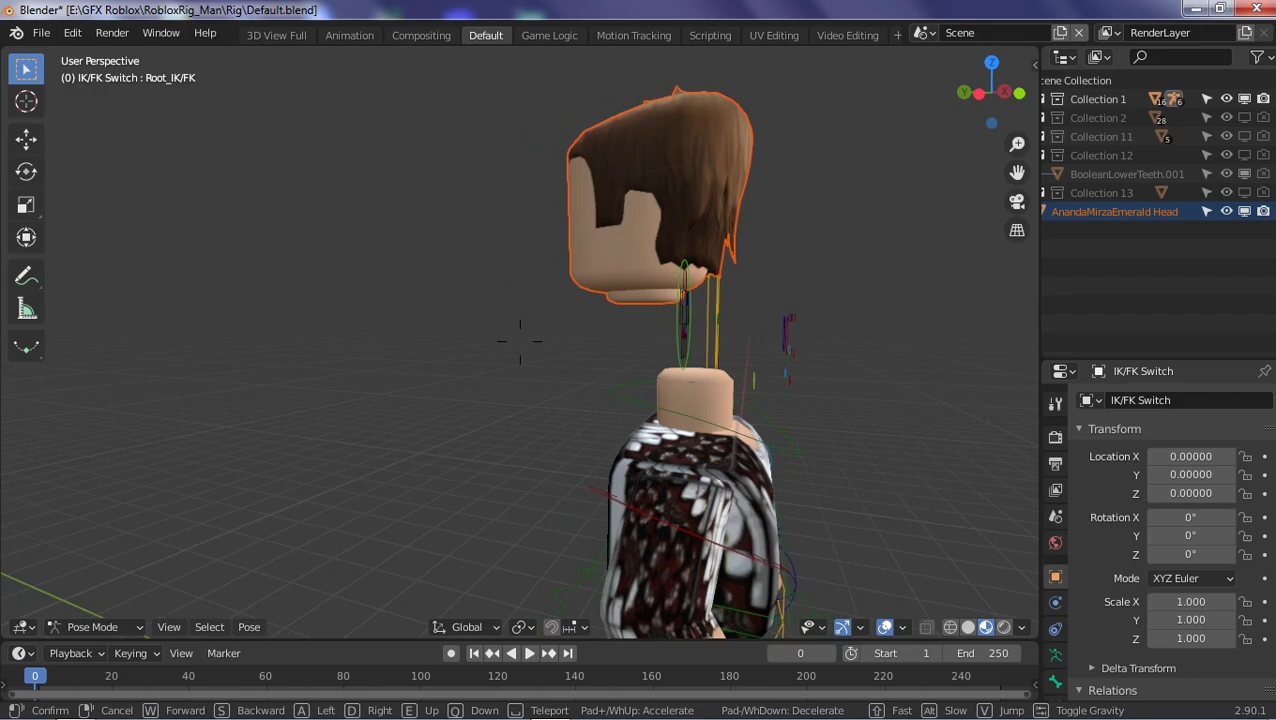 Blender* [E:\GFX Roblox\RobloxRig_Man\Rig\Default.blend]
File Edit Render Window Help 3D View Full Animation Compositing Default Game Logic Motion Tracking Scripting UV Editing Video Editing Scene RenderLayer
User Perspective
(0) IK/FK Switch : Root_IK/FK
Z
Y
X
cene Collection
Collection 1 16 6
Collection 2 28
Collection 11 5
Collection 12
BooleanLowerTeeth.001
Collection 13
AnandaMirzaEmerald Head
IK/FK Switch
IK/FK Switch
Transform
Location X 0.00000
Y 0.00000
Z 0.00000
Rotation X 0°
Y 0°
Z 0°
Mode XYZ Euler
Scale X 1.000
Y 1.000
Z 1.000
Delta Transform
Relations
Pose Mode View Select Pose Global
Playback Keying View Marker 0 Start 1 End 250
0 20 40 60 80 100 120 140 160 180 200 220 240
Confirm Cancel W Forward S Backward A Left D Right E Up Q Down Teleport Pad+/WhUp: Accelerate Pad-/WhDown: Decelerate Fast Alt Slow V Jump Toggle Gravity 2.90.1